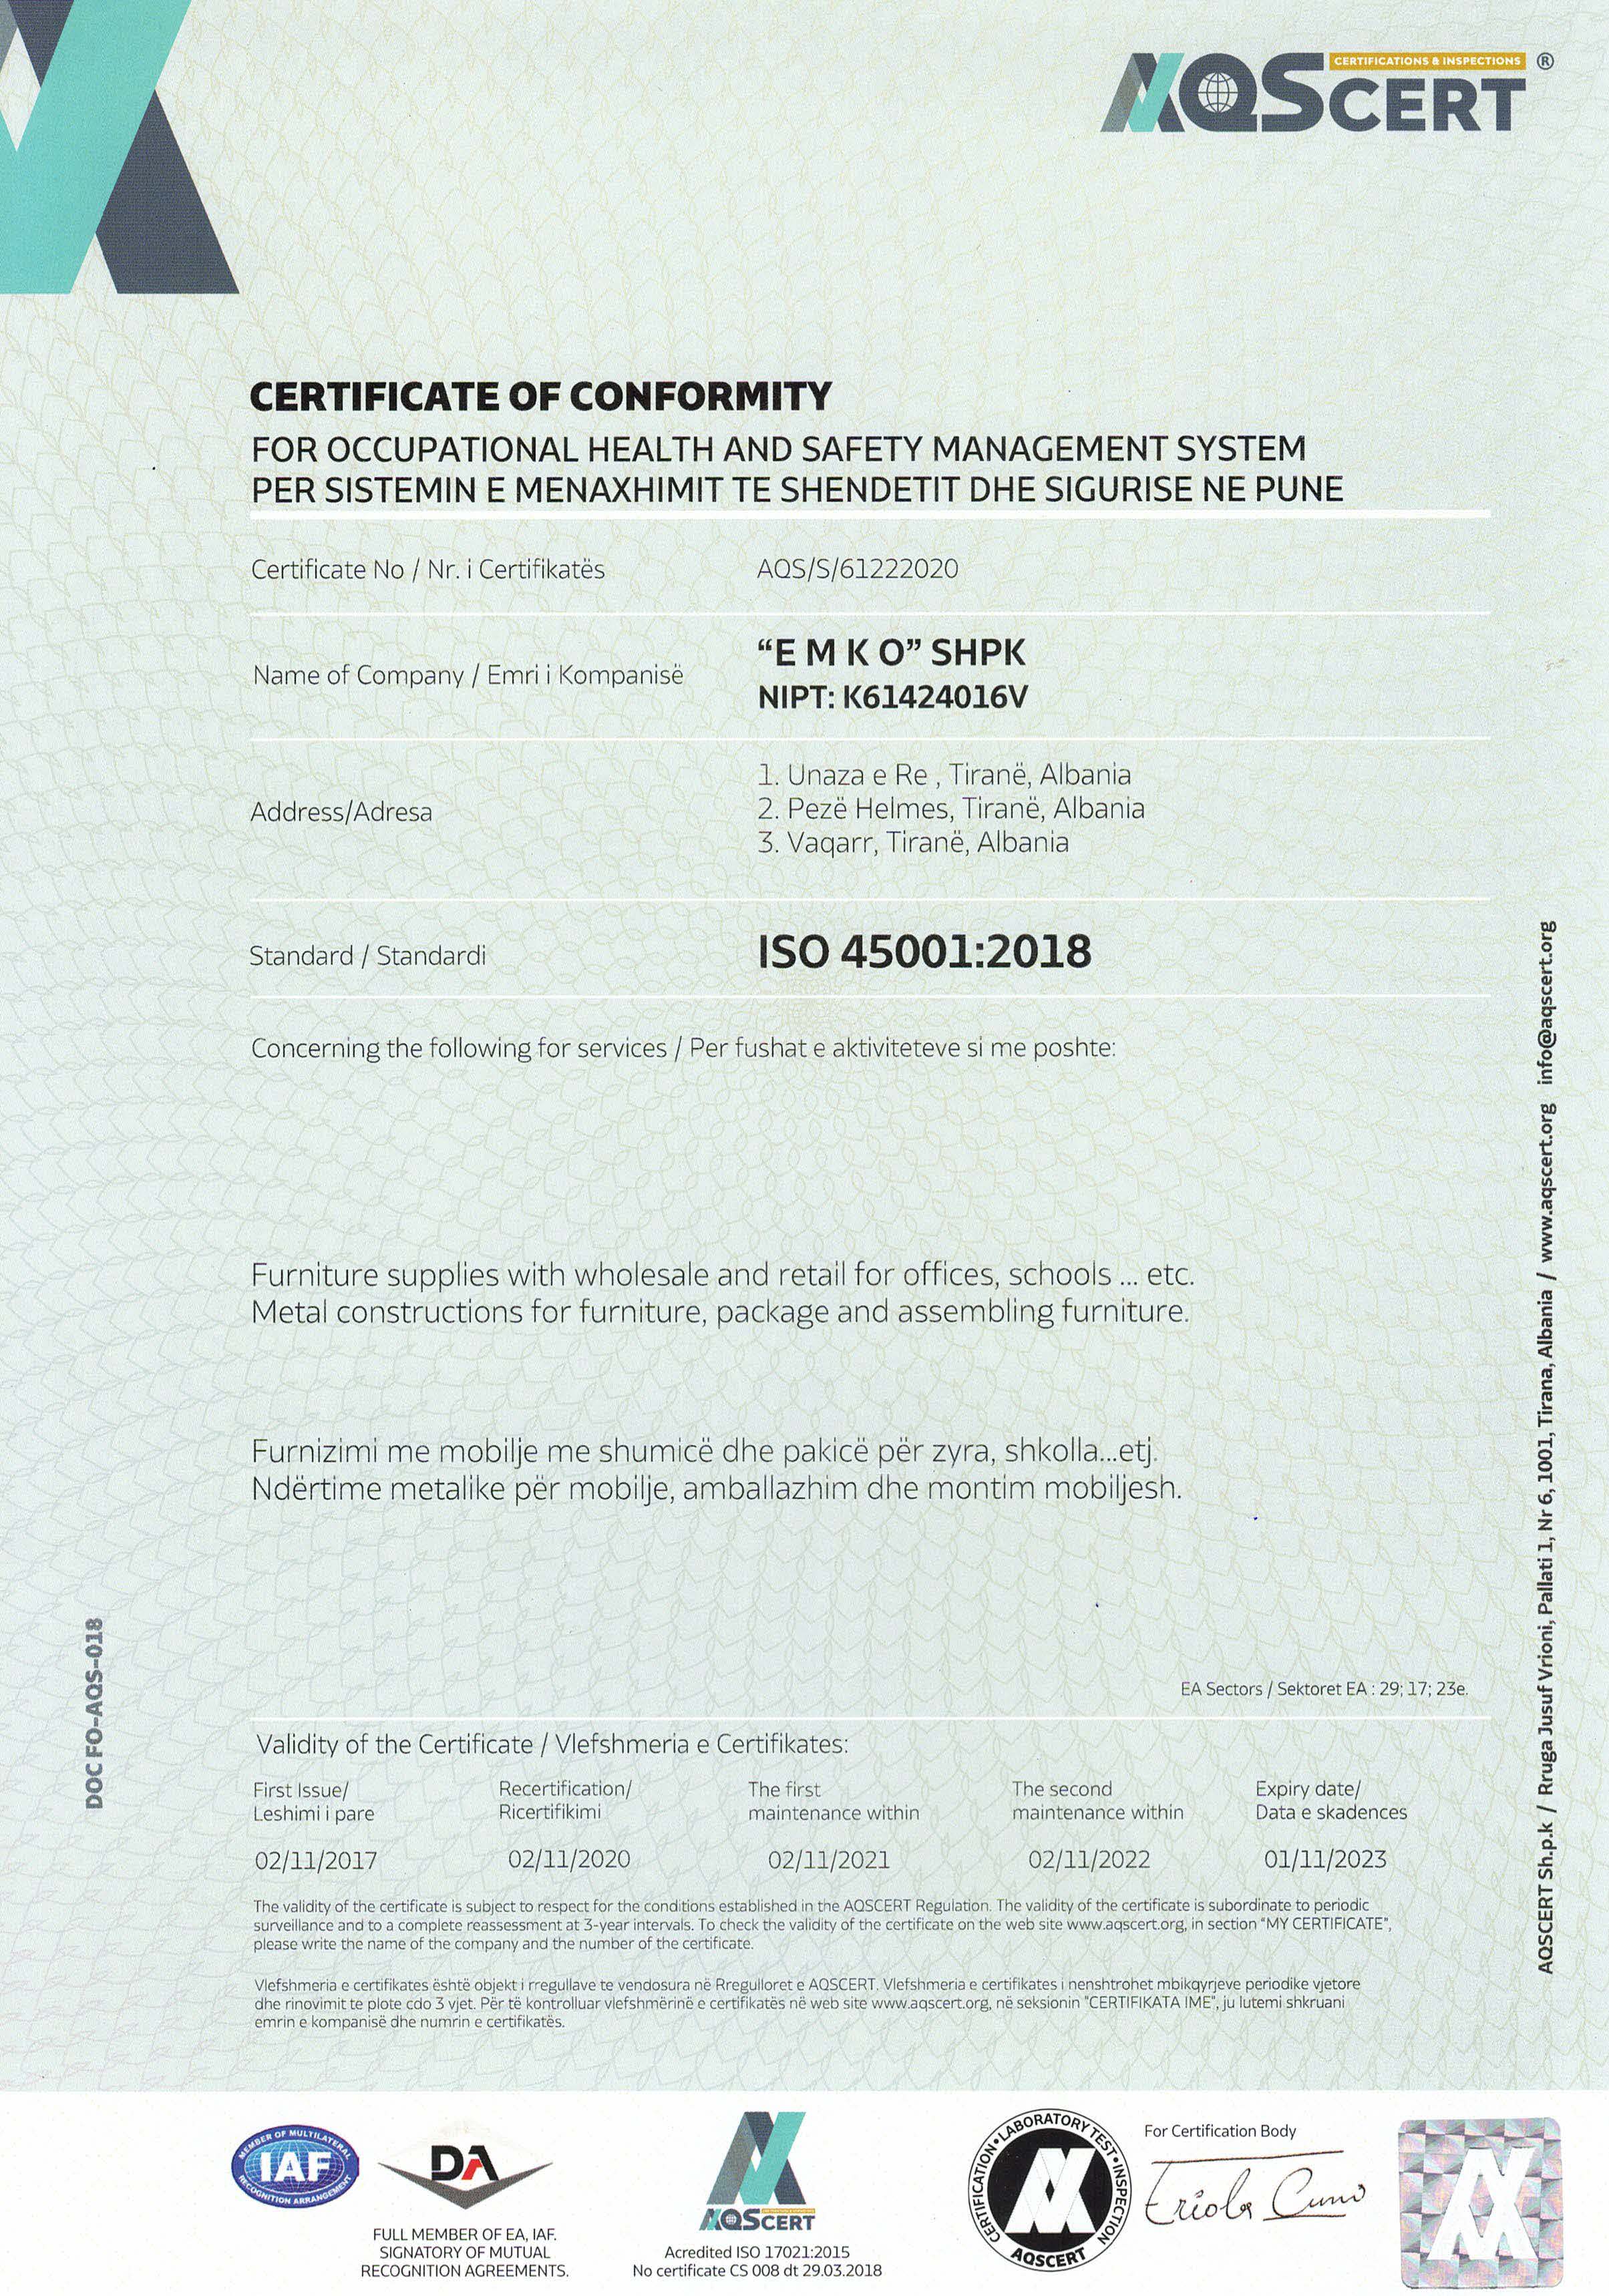 AQSCERT
CERTIFICATIONS & INSPECTIONS
®
CERTIFICATE OF CONFORMITY
FOR OCCUPATIONAL HEALTH AND SAFETY MANAGEMENT SYSTEM
PER SISTEMIN E MENAXHIMIT TE SHENDETIT DHE SIGURISE NE PUNE
Certificate No / Nr. i Certifikatës
AQS/S/61222020
Name of Company / Emri i Kompanisë
“E M K O” SHPK
NIPT: K61424016V
Address/Adresa
1. Unaza e Re , Tiranë, Albania
2. Pezë Helmes, Tiranë, Albania
3. Vaqarr, Tiranë, Albania
Standard / Standardi
ISO 45001:2018
Concerning the following for services / Per fushat e aktiviteteve si me poshte:
Furniture supplies with wholesale and retail for offices, schools ... etc.
Metal constructions for furniture, package and assembling furniture.
Furnizimi me mobilje me shumicë dhe pakicë për zyra, shkolla...etj.
Ndërtime metalike për mobilje, amballazhim dhe montim mobiljesh.
EA Sectors / Sektoret EA : 29; 17; 23e.
Validity of the Certificate / Vlefshmeria e Certifikates:
First Issue/
Leshimi i pare
02/11/2017
Recertification/
Ricertifikimi
02/11/2020
The first
maintenance within
02/11/2021
The second
maintenance within
02/11/2022
Expiry date/
Data e skadences
01/11/2023
The validity of the certificate is subject to respect for the conditions established in the AQSCERT Regulation. The validity of the certificate is subordinate to periodic
surveillance and to a complete reassessment at 3-year intervals. To check the validity of the certificate on the web site www.aqscert.org, in section "MY CERTIFICATE",
please write the name of the company and the number of the certificate.
Vlefshmeria e certifikates është objekt i rregullave te vendosura në Rregulloret e AQSCERT. Vlefshmeria e certifikates i nenshtrohet mbikqyrjeve periodike vjetore
dhe rinovimit te plote cdo 3 vjet. Për të kontrolluar vlefshmërinë e certifikatës në web site www.aqscert.org, në seksionin "CERTIFIKATA IME", ju lutemi shkruani
emrin e kompanisë dhe numrin e certifikatës.
DOC FO-AQS-018
AQSCERT Sh.p.k / Rruga Jusuf Vrioni, Pallati 1, Nr 6, 1001, Tirana, Albania / www.aqscert.org info@aqscert.org
MEMBER OF MULTILATERAL
IAF
RECOGNITION ARRANGEMENT
DA
FULL MEMBER OF EA, IAF.
SIGNATORY OF MUTUAL
RECOGNITION AGREEMENTS.
AQSCERT
Acredited ISO 17021:2015
No certificate CS 008 dt 29.03.2018
CERTIFICATION • LABORATORY TEST • INSPECTION
AQSCERT
For Certification Body
Eriola Cuno